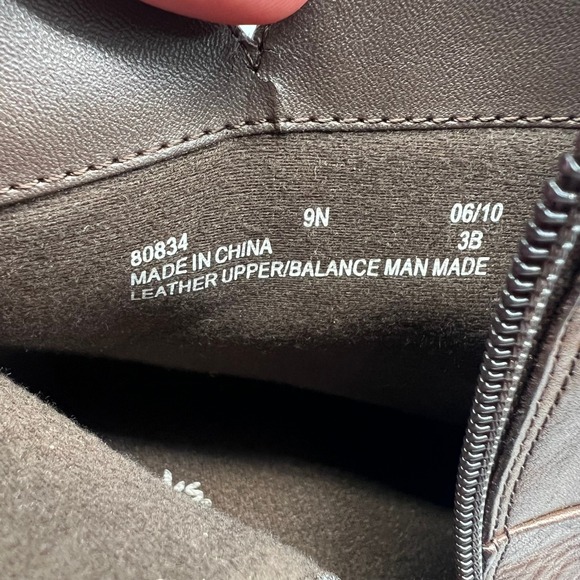 80834 9N 06/10
MADE IN CHINA 3B
LEATHER UPPER/BALANCE MAN MADE